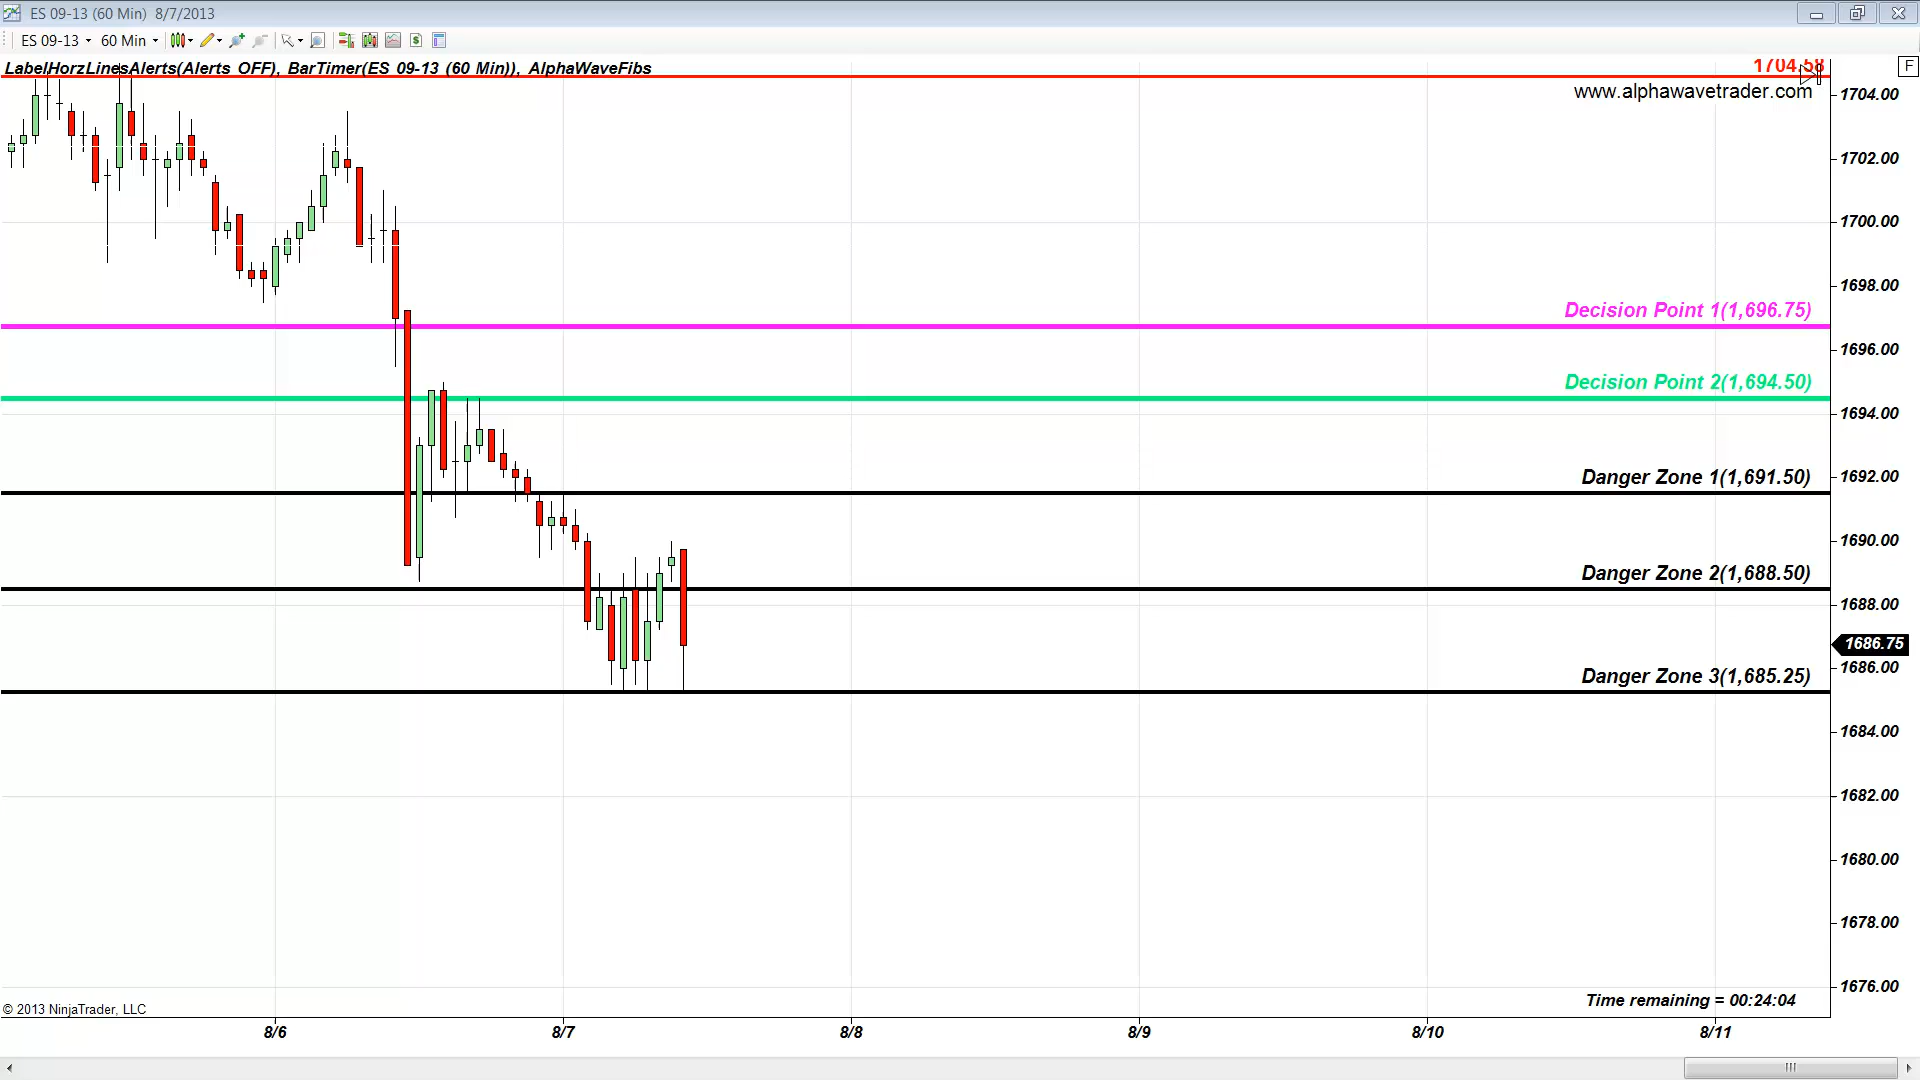 ES 09-13 (60 Min)  8/7/2013
ES 09-13 60 Min
LabelHorzLinesAlerts(Alerts OFF), BarTimer(ES 09-13 (60 Min)), AlphaWaveFibs
1704.58
F
www.alphawavetrader.com
1704.00
1702.00
1700.00
1698.00
Decision Point 1(1,696.75)
1696.00
Decision Point 2(1,694.50)
1694.00
Danger Zone 1(1,691.50)
1692.00
1690.00
Danger Zone 2(1,688.50)
1688.00
1686.75
1686.00
Danger Zone 3(1,685.25)
1684.00
1682.00
1680.00
1678.00
1676.00
Time remaining = 00:24:04
© 2013 NinjaTrader, LLC
8/6 8/7 8/8 8/9 8/10 8/11